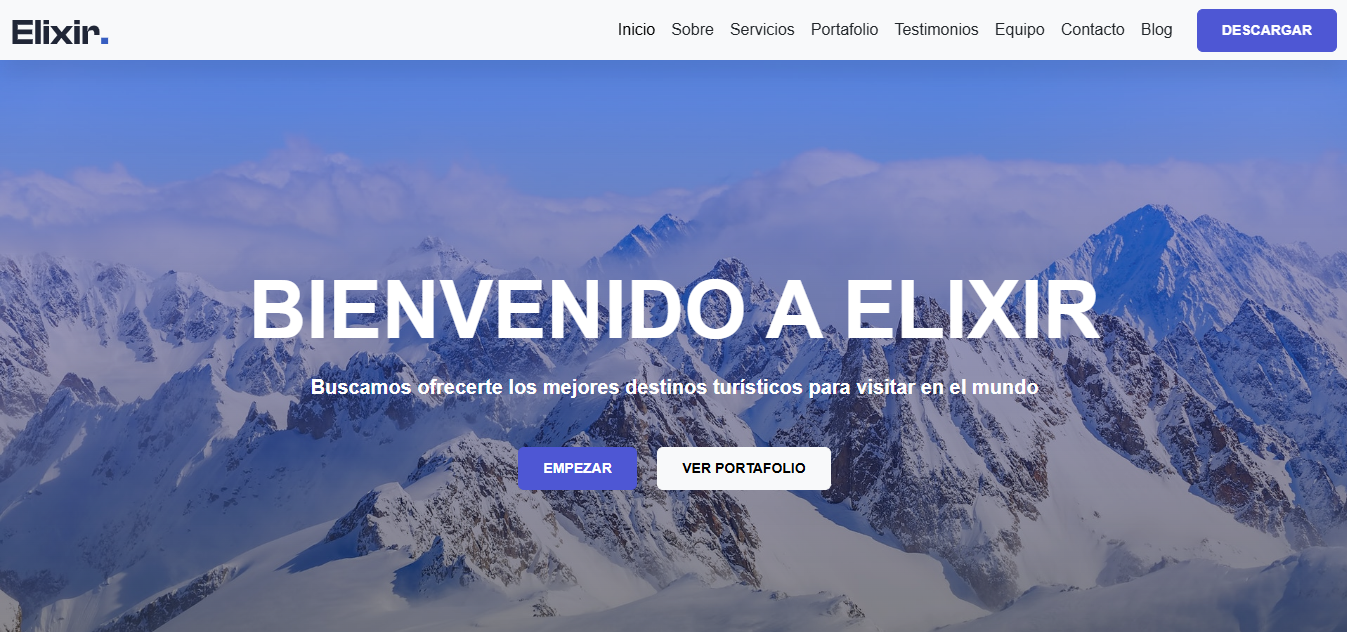 Elixir.
Inicio Sobre Servicios Portafolio Testimonios Equipo Contacto Blog DESCARGAR
BIENVENIDO A ELIXIR
Buscamos ofrecerte los mejores destinos turísticos para visitar en el mundo
EMPEZAR VER PORTAFOLIO